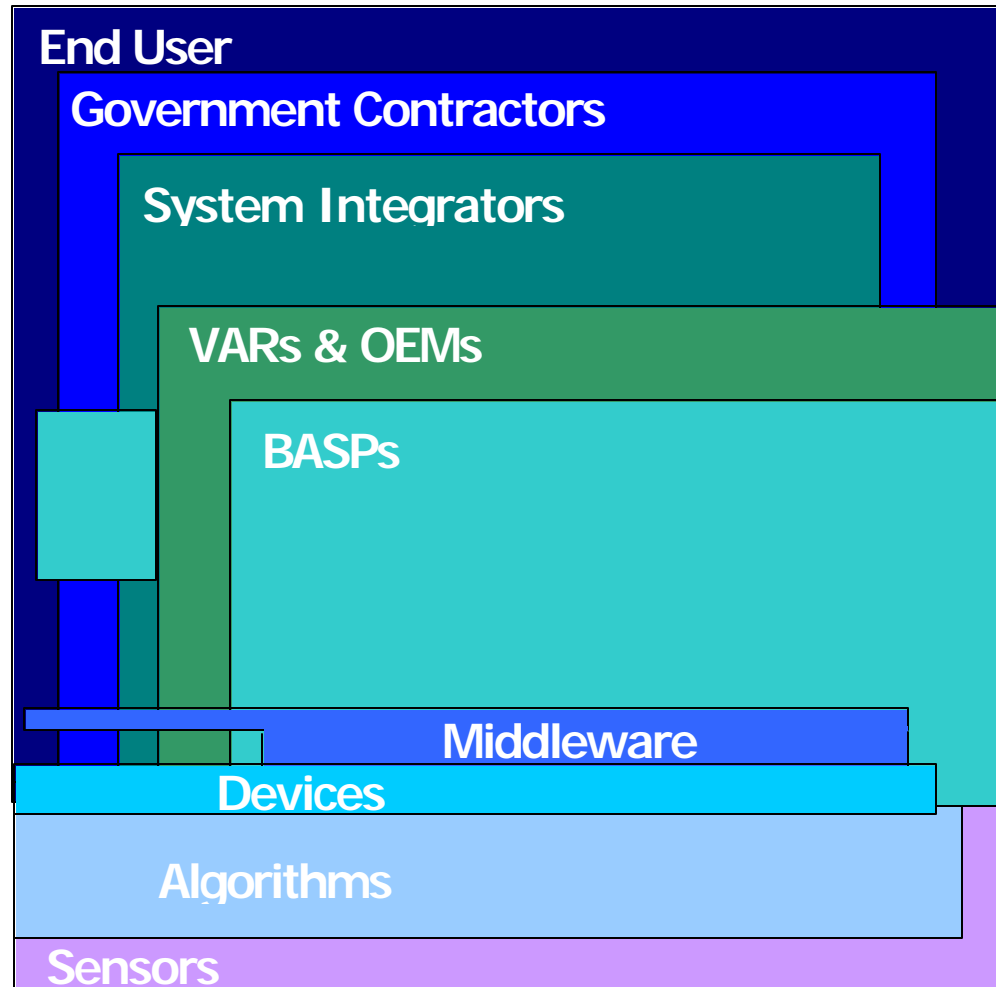 End User
Government Contractors
System Integrators
VARs & OEMs
BASPs
Middleware
Devices
Algorithms
Sensors